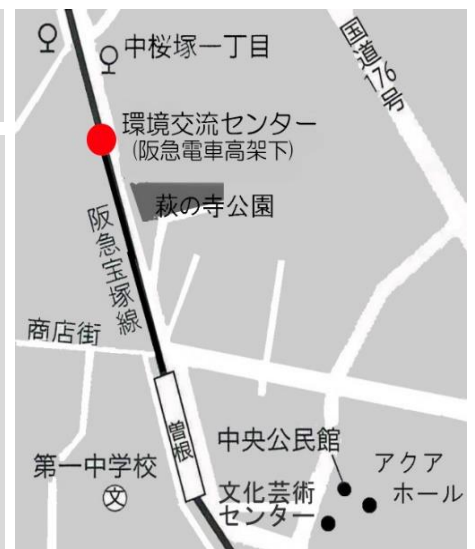 中桜塚一丁目
国道176号
環境交流センター
(阪急電車高架下)
萩の寺公園
阪急宝塚線
商店街
曽根
中央公民館
アクア
ホール
第一中学校
文
文化芸術
センター